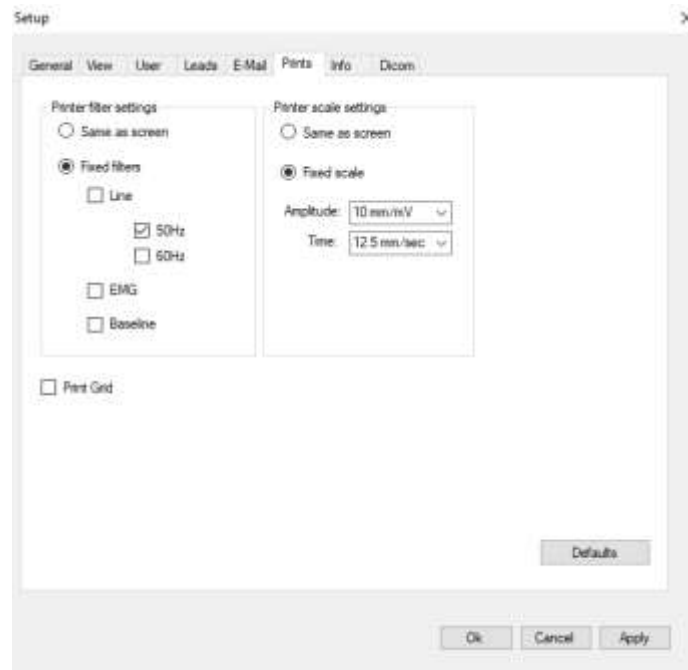 Setup
General View User Leads E-Mail Prints Info Dicom
Printer filter settings
Same as screen
Fixed filters
Line
50Hz
60Hz
EMG
Baseline
Printer scale settings
Same as screen
Fixed scale
Amplitude: 10 mm/mV
Time: 12.5 mm/sec
Print Grid
Defaults
Ok Cancel Apply